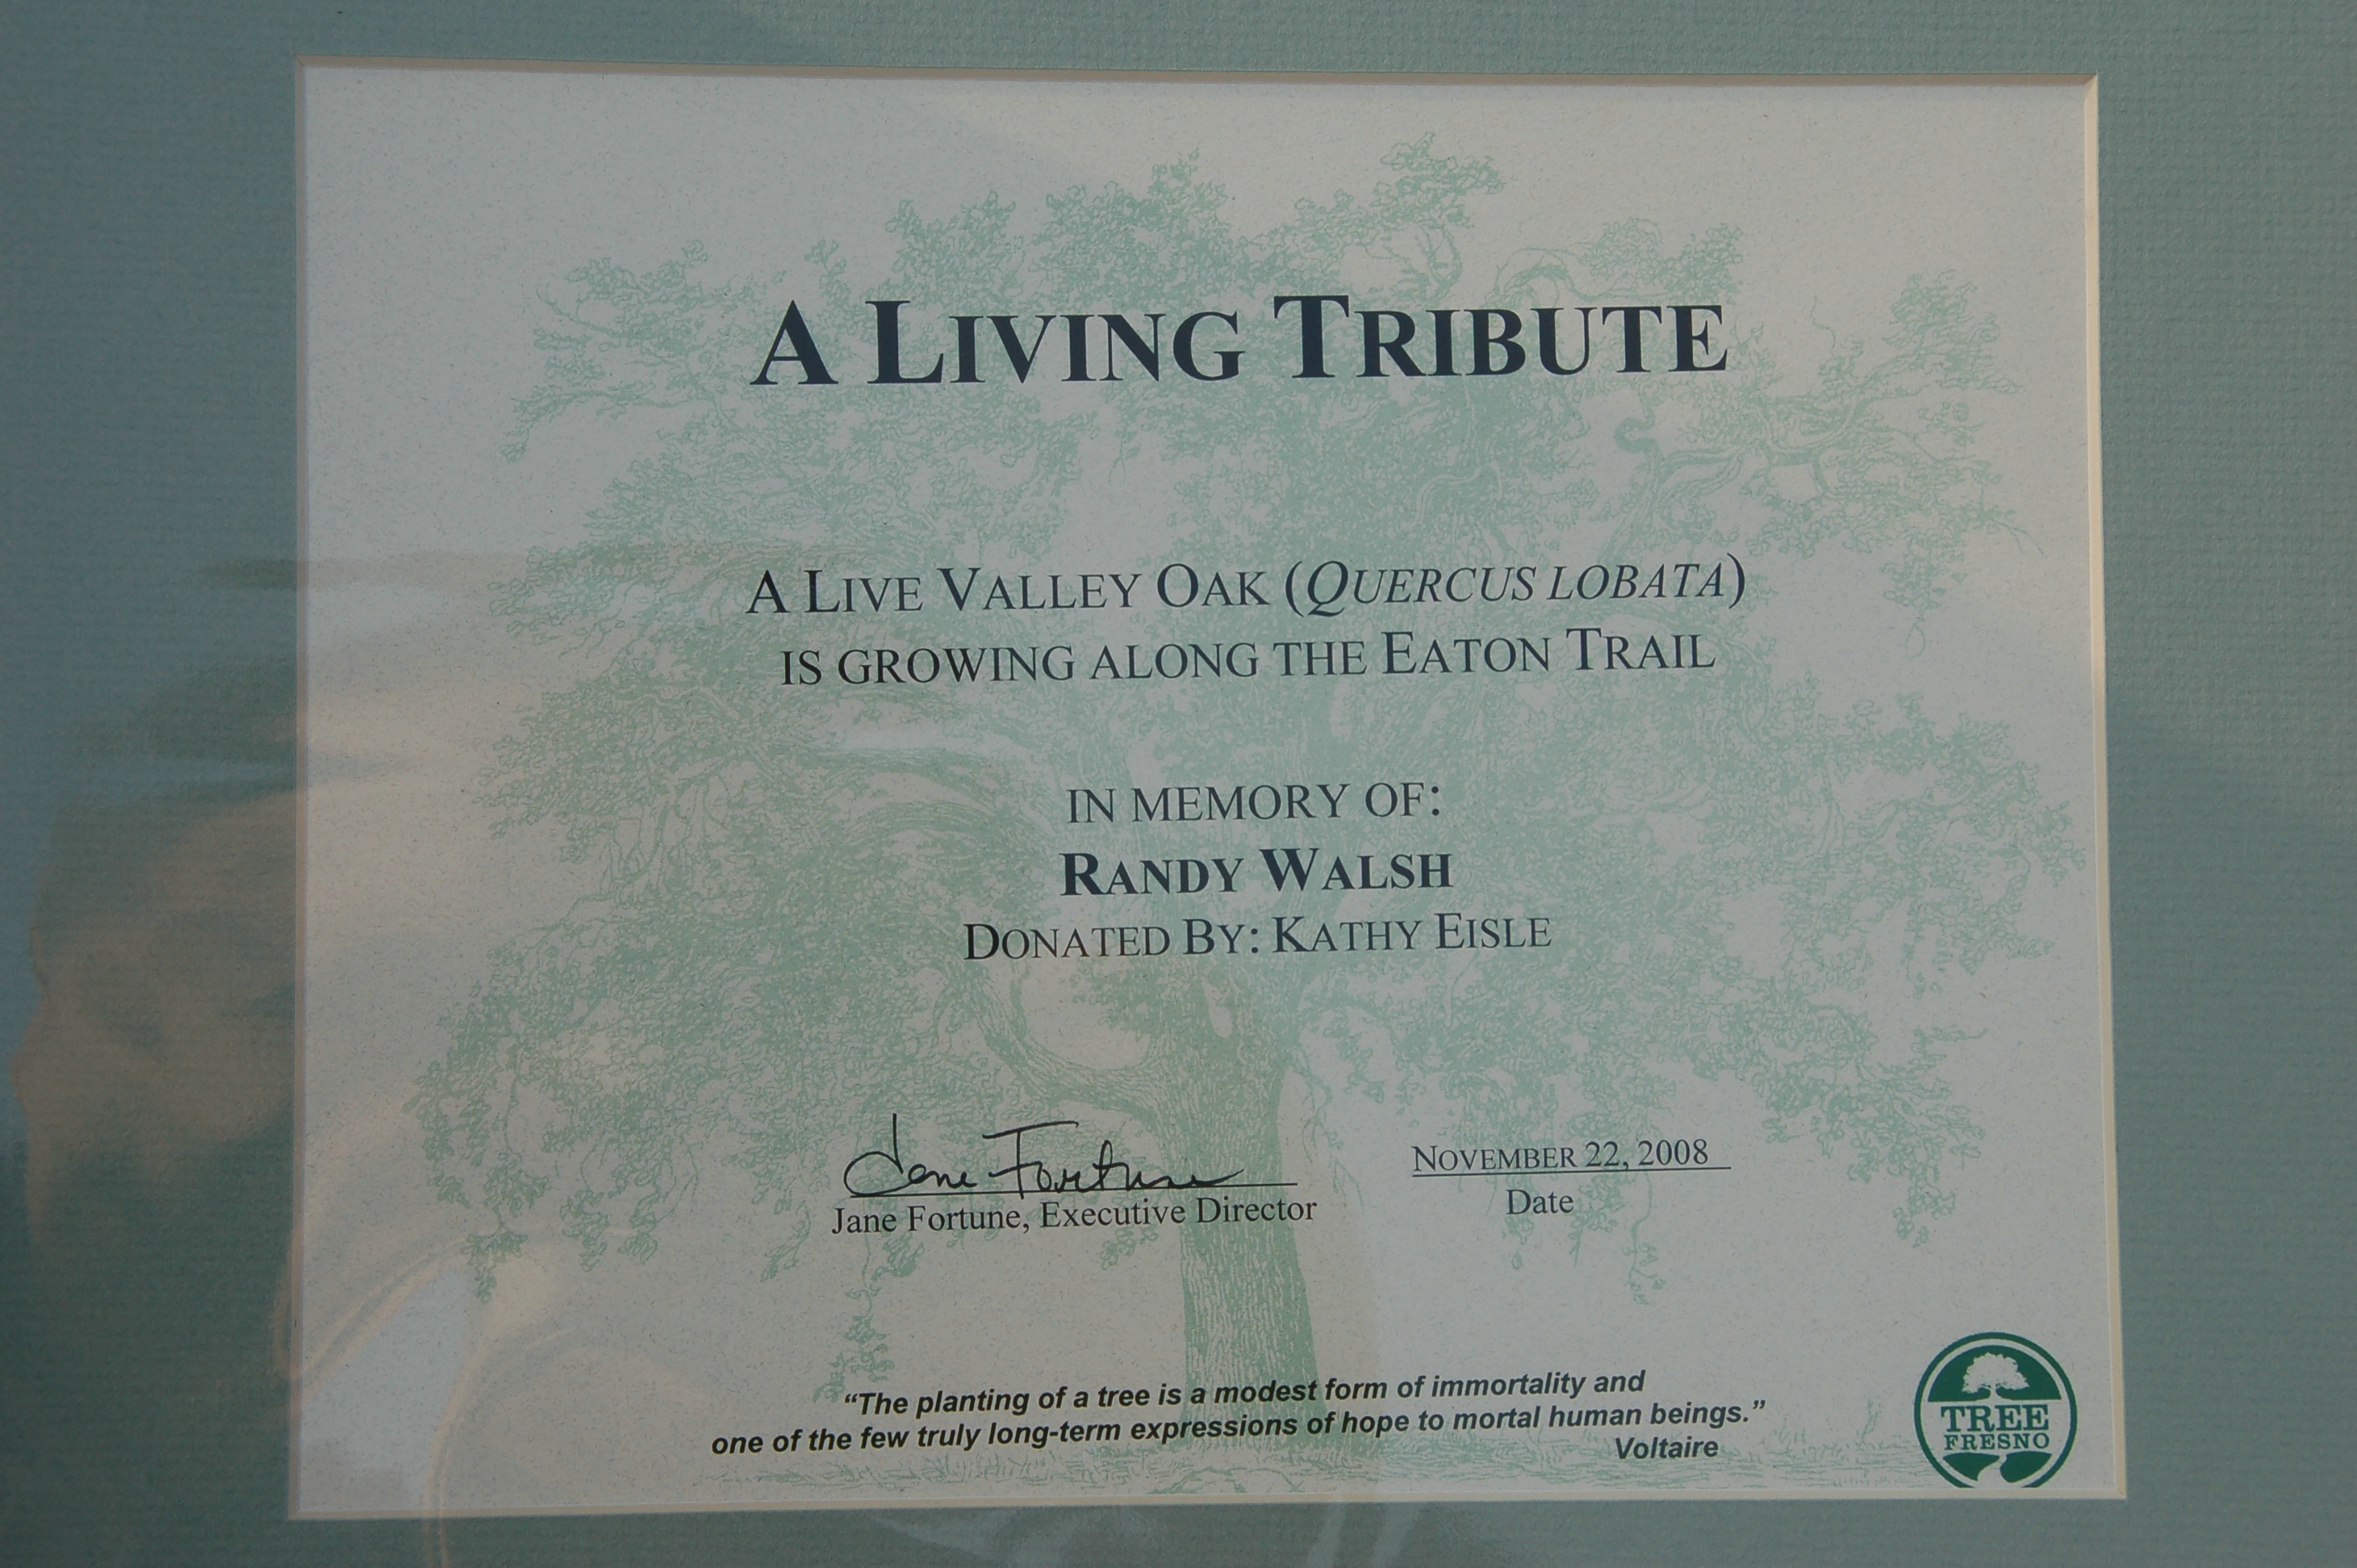 A LIVING TRIBUTE
A LIVE VALLEY OAK (QUERCUS LOBATA)
IS GROWING ALONG THE EATON TRAIL
IN MEMORY OF:
RANDY WALSH
DONATED BY: KATHY EISLE
Jane Fortune
Jane Fortune, Executive Director
NOVEMBER 22, 2008
Date
“The planting of a tree is a modest form of immortality and
one of the few truly long-term expressions of hope to mortal human beings.”
Voltaire
TREE
FRESNO